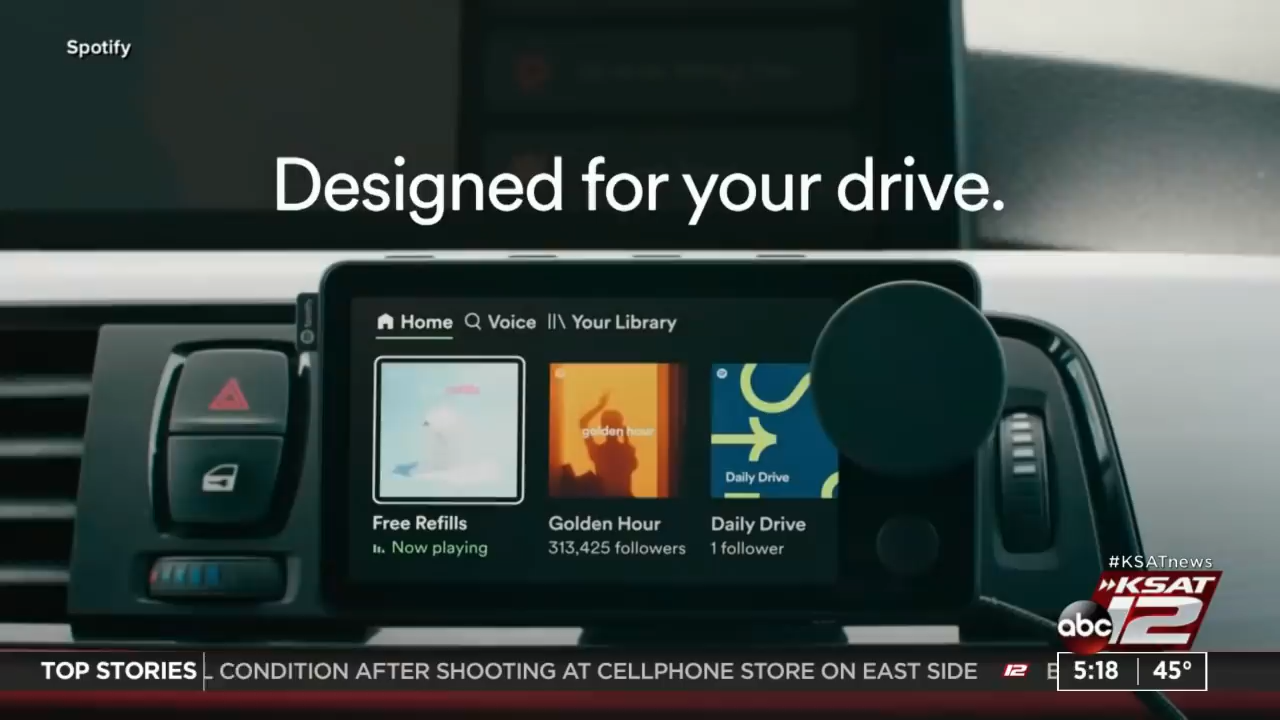 Spotify
Designed for your drive.
Home Voice Your Library
golden hour
Daily Drive
Free Refills
Now playing
Golden Hour
313,425 followers
Daily Drive
1 follower
#KSATnews
KSAT
abc 12
TOP STORIES CONDITION AFTER SHOOTING AT CELLPHONE STORE ON EAST SIDE 12
5:18 45°